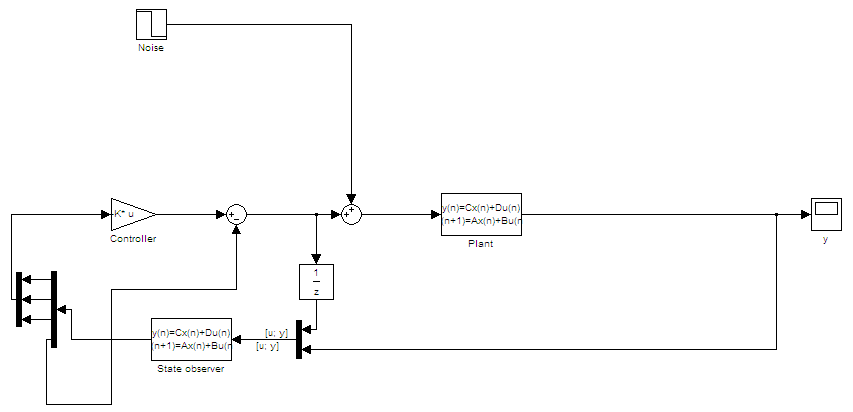 Noise
K* u
Controller
y(n)=Cx(n)+Du(n)
(n+1)=Ax(n)+Bu(n
Plant
y
1
z
y(n)=Cx(n)+Du(n)
(n+1)=Ax(n)+Bu(n
State observer
[u; y]
[u; y]